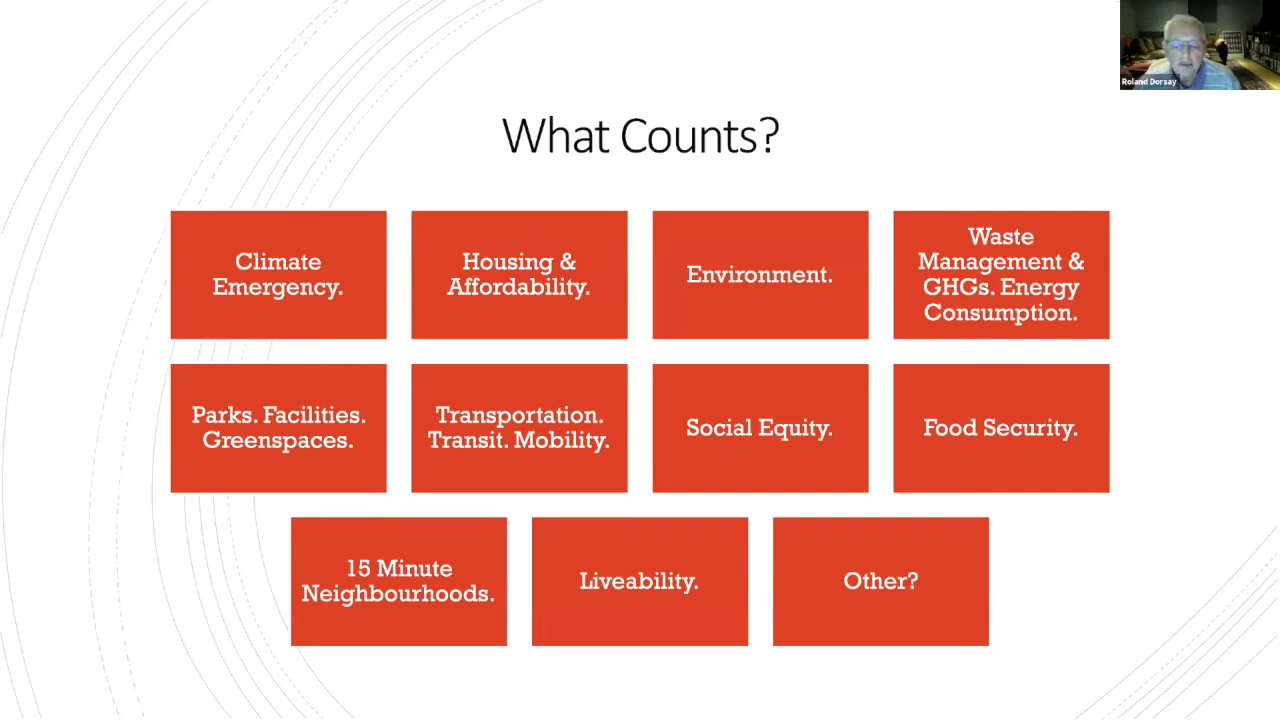 Roland Dorsay
What Counts?
Climate
Emergency.
Housing &
Affordability.
Environment.
Waste
Management &
GHGs. Energy
Consumption.
Parks. Facilities.
Greenspaces.
Transportation.
Transit. Mobility.
Social Equity.
Food Security.
15 Minute
Neighbourhoods.
Liveability.
Other?